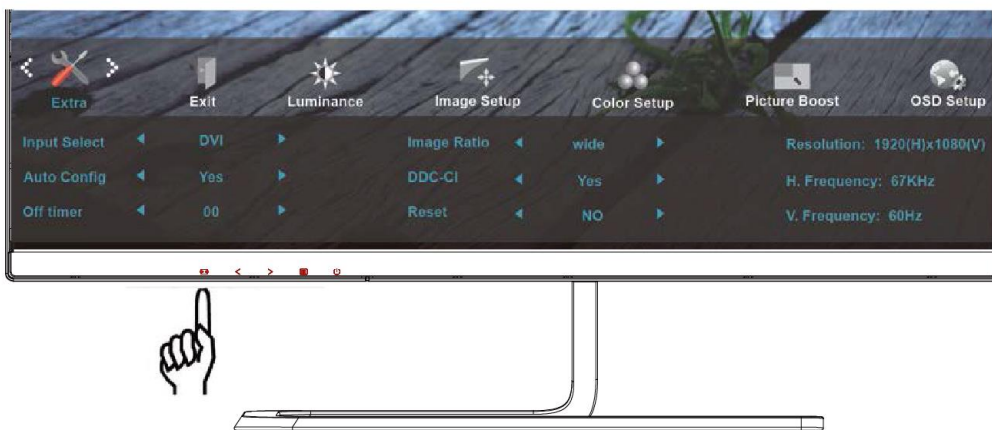 Extra Exit Luminance Image Setup Color Setup Picture Boost OSD Setup
Input Select DVI Image Ratio wide Resolution: 1920(H)x1080(V)
Auto Config Yes DDC-CI Yes H. Frequency: 67KHz
Off timer 00 Reset NO V. Frequency: 60Hz